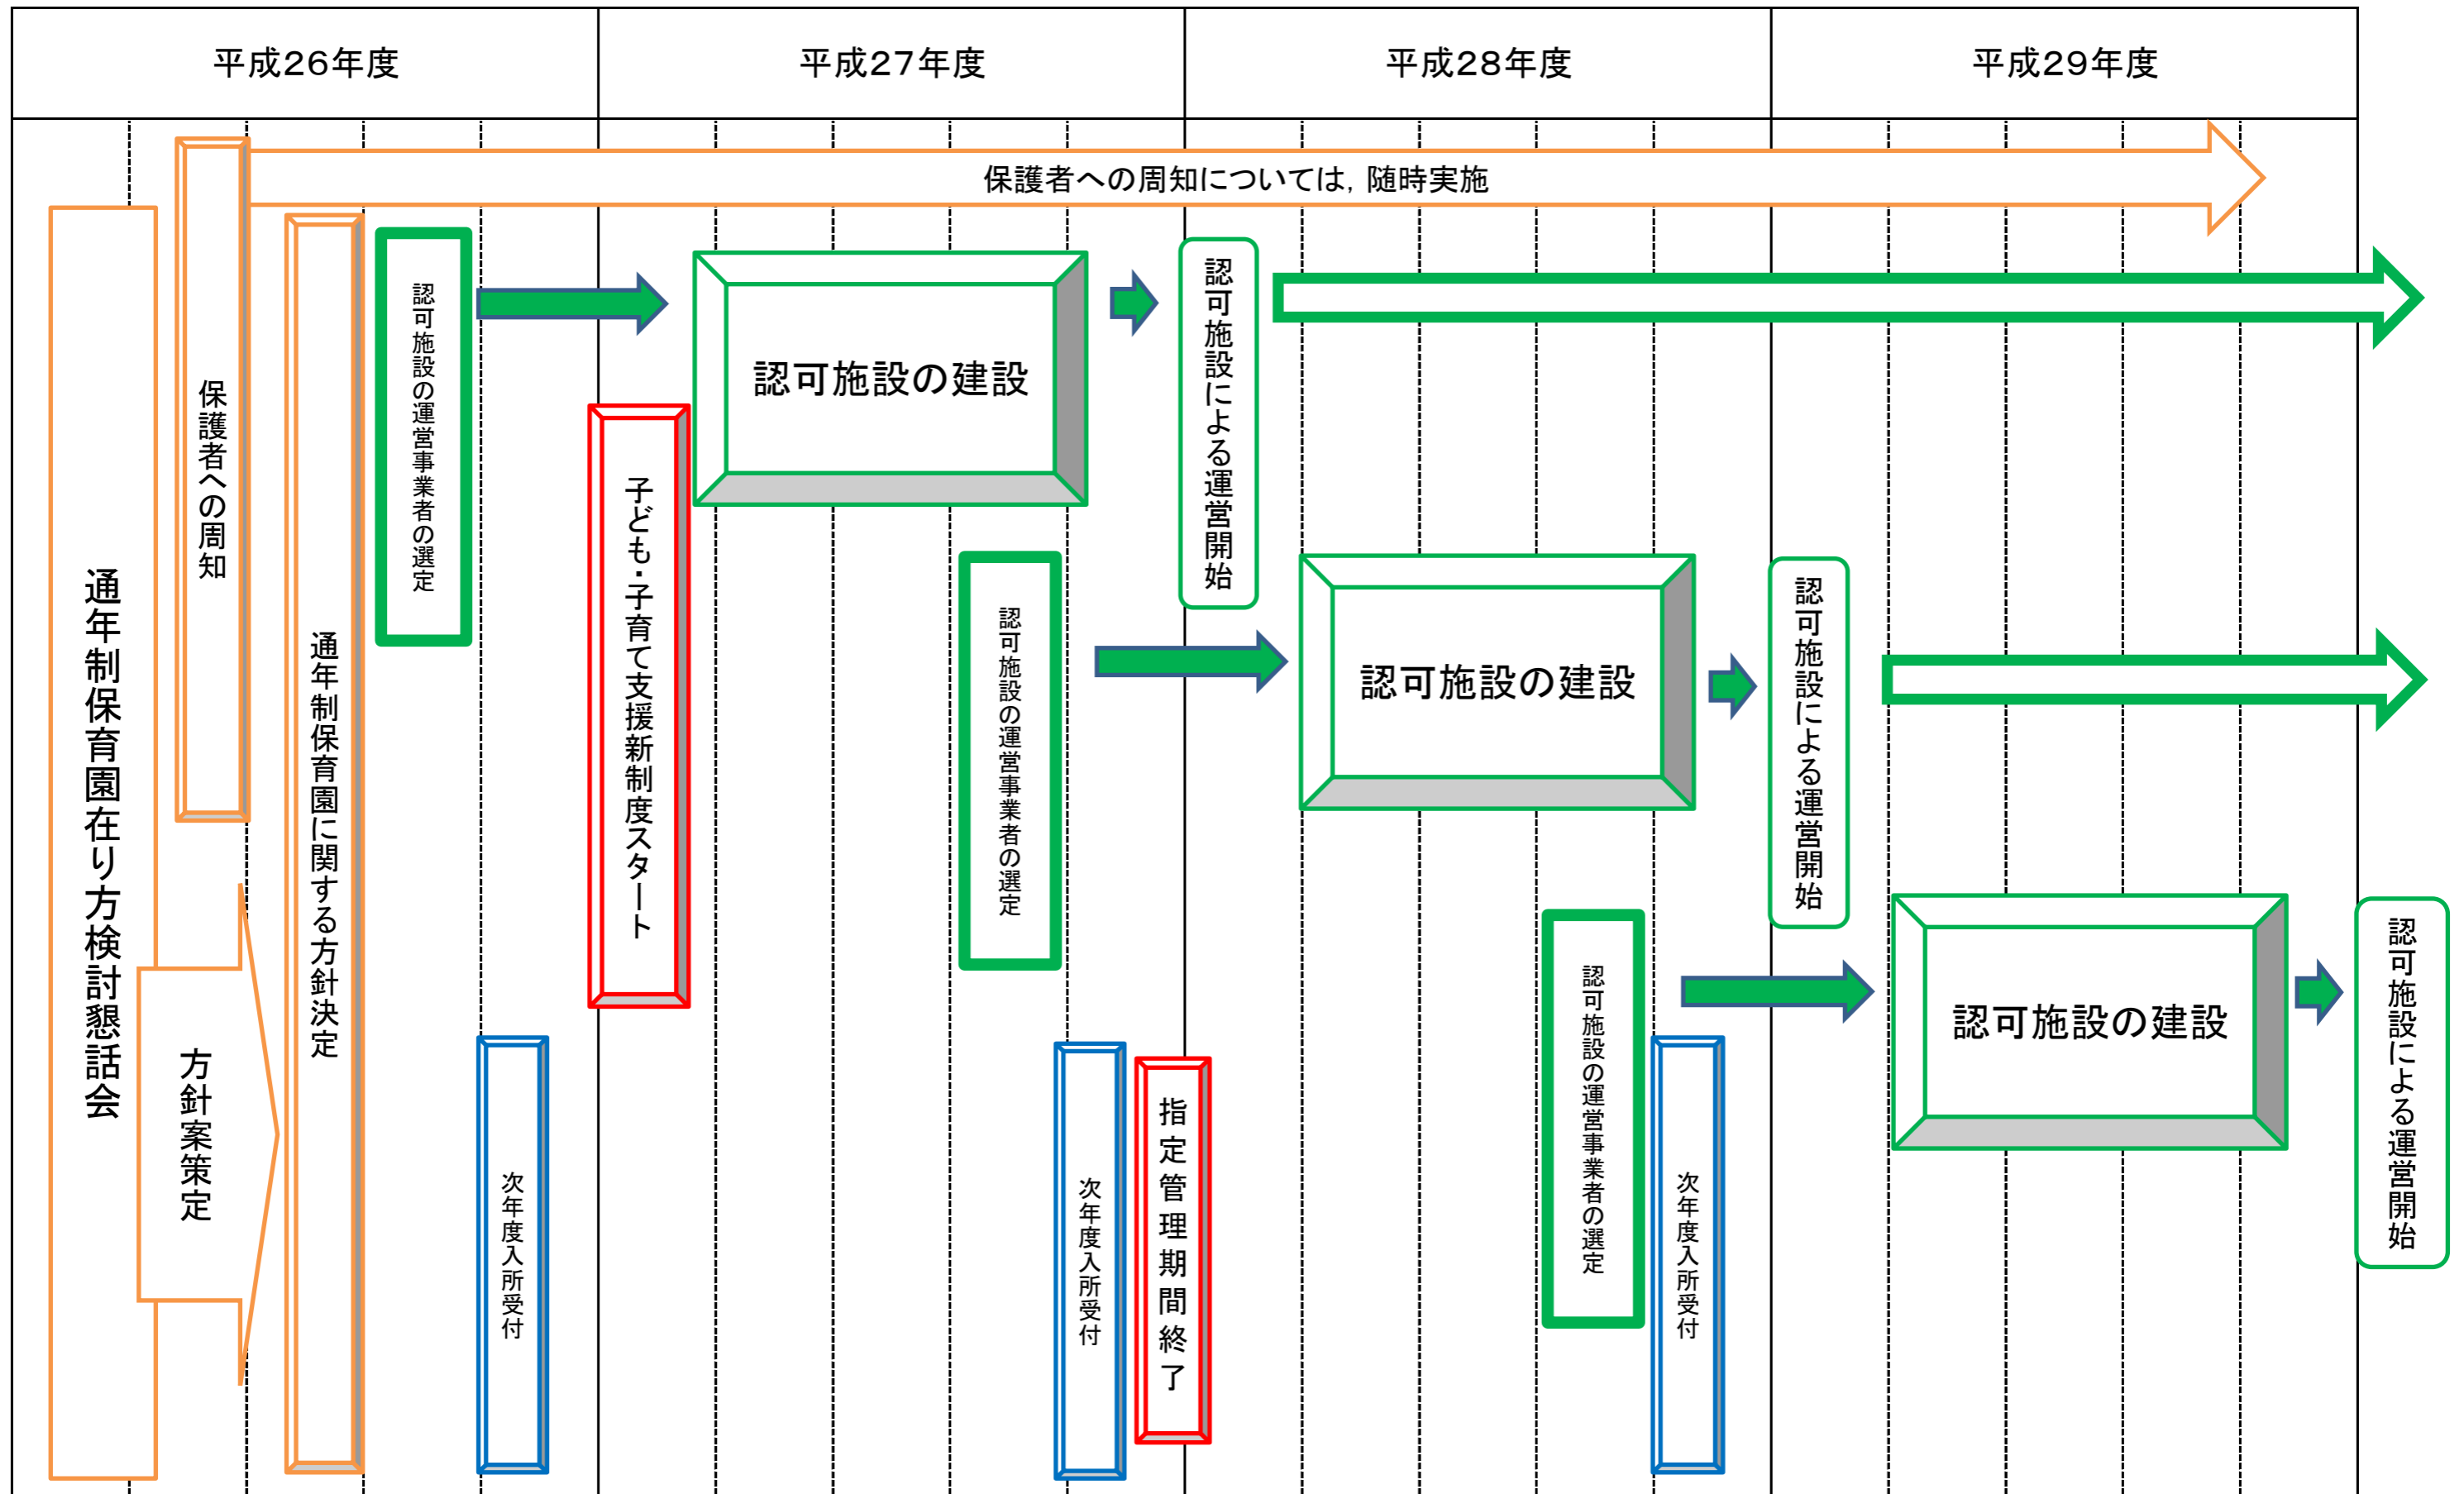 平成26年度
平成27年度
平成28年度
平成29年度
保護者への周知については，随時実施
通年制保育園在り方検討懇話会
保護者への周知
方針案策定
通年制保育園に関する方針決定
認可施設の運営事業者の選定
次年度入所受付
子ども・子育て支援新制度スタート
認可施設の建設
認可施設の運営事業者の選定
次年度入所受付
指定管理期間終了
認可施設による運営開始
認可施設の建設
認可施設の運営事業者の選定
次年度入所受付
認可施設による運営開始
認可施設の建設
認可施設による運営開始